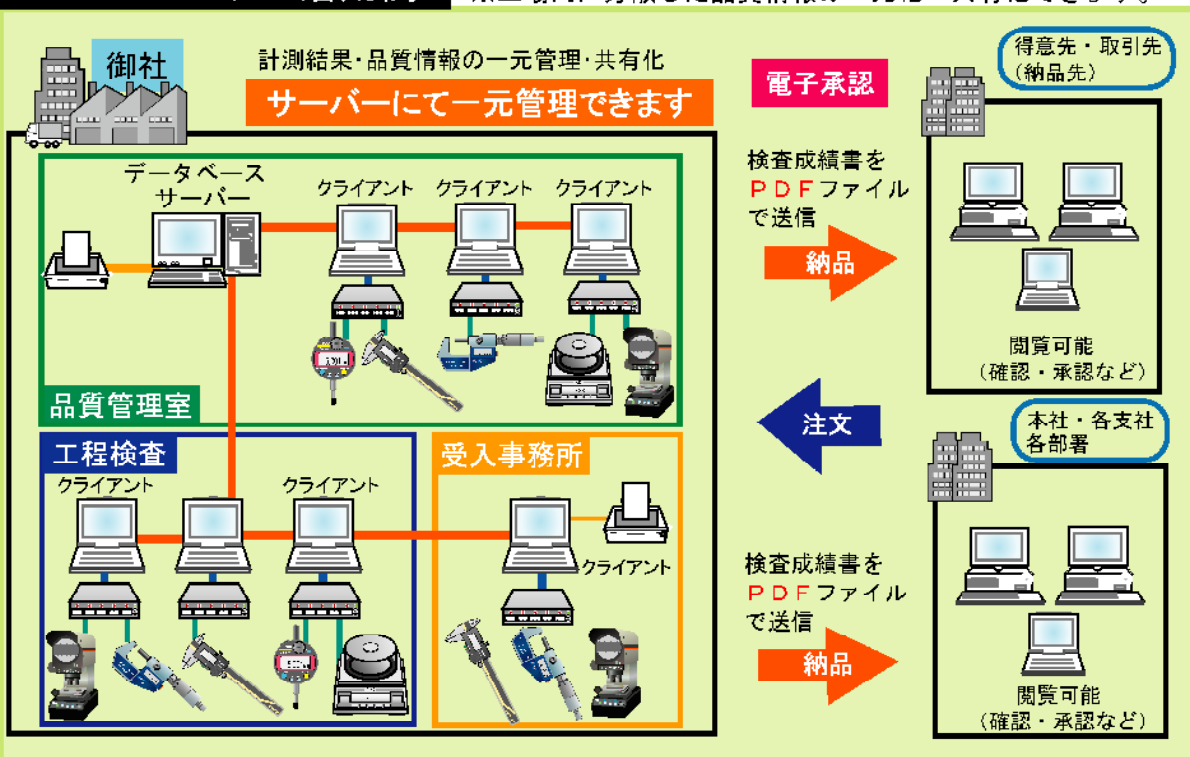 御社
計測結果・品質情報の一元管理・共有化
サーバーにて一元管理できます
データベース
サーバー
クライアント
クライアント
クライアント
品質管理室
工程検査
クライアント
クライアント
受入事務所
クライアント
電子承認
検査成績書を
PDFファイル
で送信
納品
注文
検査成績書を
PDFファイル
で送信
納品
得意先・取引先
(納品先)
閲覧可能
(確認・承認など)
本社・各支社
各部署
閲覧可能
(確認・承認など)